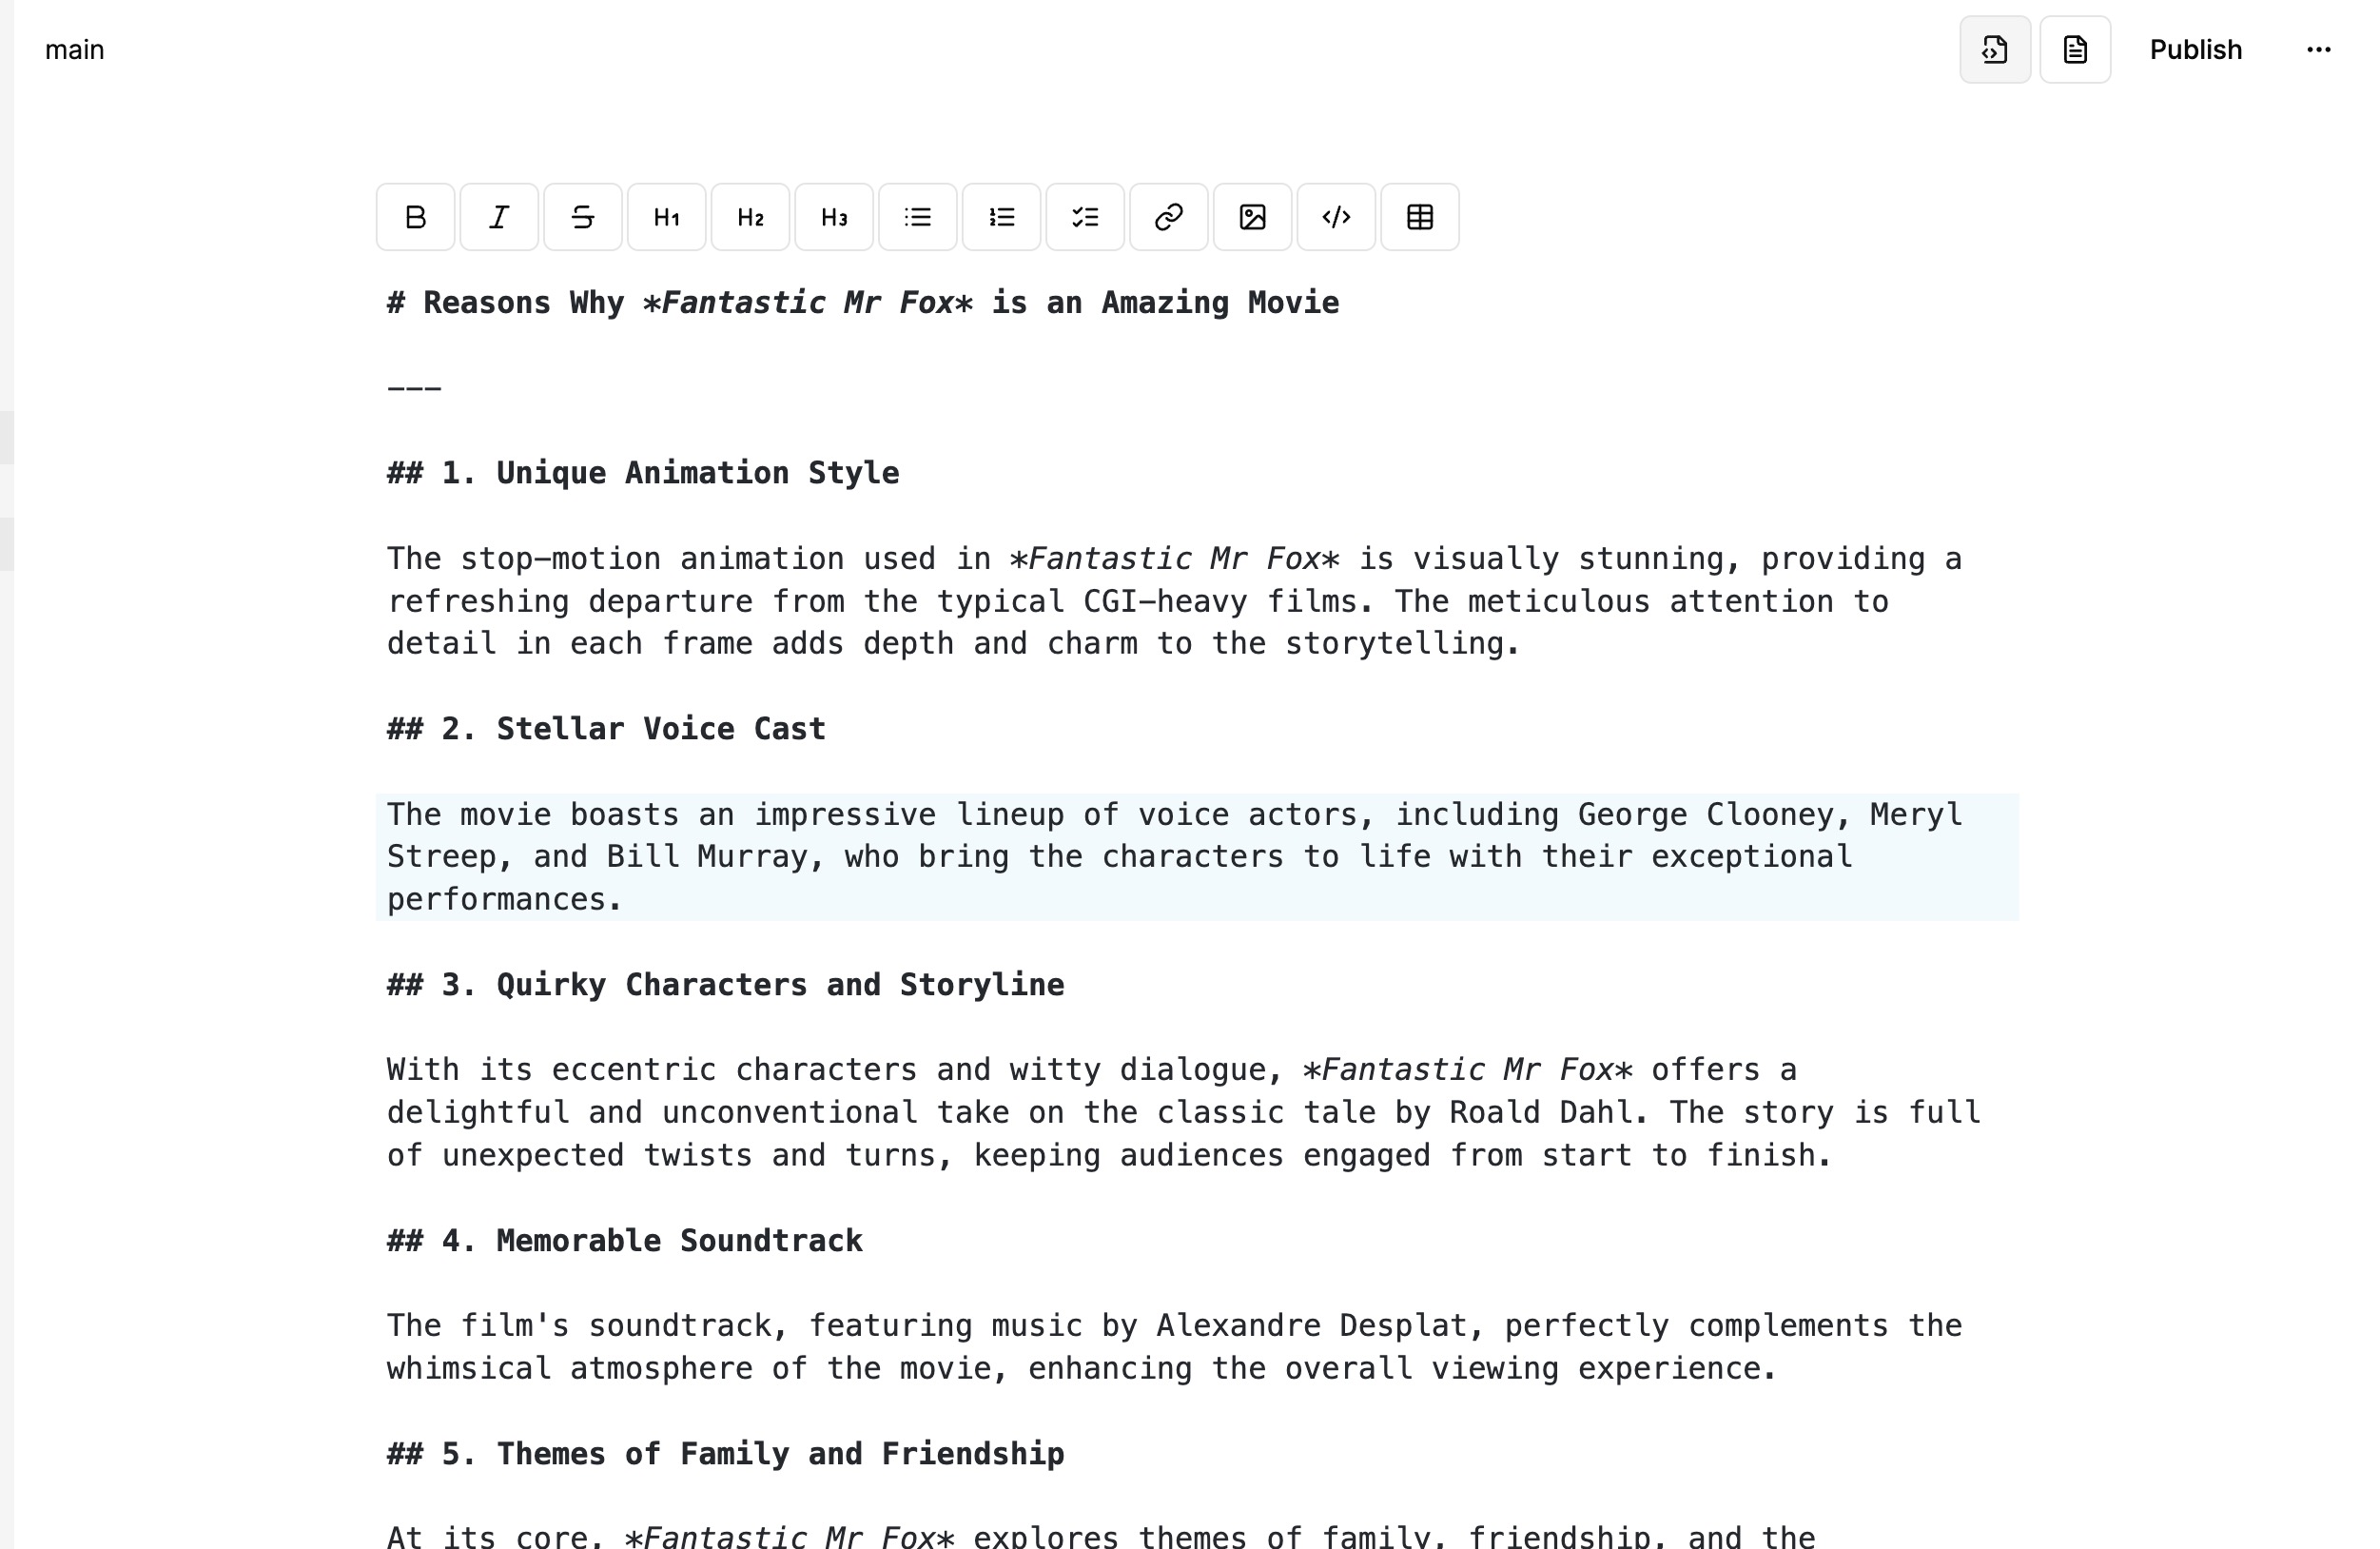 main
Publish
B I S H1 H2 H3
# Reasons Why *Fantastic Mr Fox* is an Amazing Movie
---
## 1. Unique Animation Style
The stop-motion animation used in *Fantastic Mr Fox* is visually stunning, providing a
refreshing departure from the typical CGI-heavy films. The meticulous attention to
detail in each frame adds depth and charm to the storytelling.
## 2. Stellar Voice Cast
The movie boasts an impressive lineup of voice actors, including George Clooney, Meryl
Streep, and Bill Murray, who bring the characters to life with their exceptional
performances.
## 3. Quirky Characters and Storyline
With its eccentric characters and witty dialogue, *Fantastic Mr Fox* offers a
delightful and unconventional take on the classic tale by Roald Dahl. The story is full
of unexpected twists and turns, keeping audiences engaged from start to finish.
## 4. Memorable Soundtrack
The film's soundtrack, featuring music by Alexandre Desplat, perfectly complements the
whimsical atmosphere of the movie, enhancing the overall viewing experience.
## 5. Themes of Family and Friendship
At its core, *Fantastic Mr Fox* explores themes of family, friendship, and the